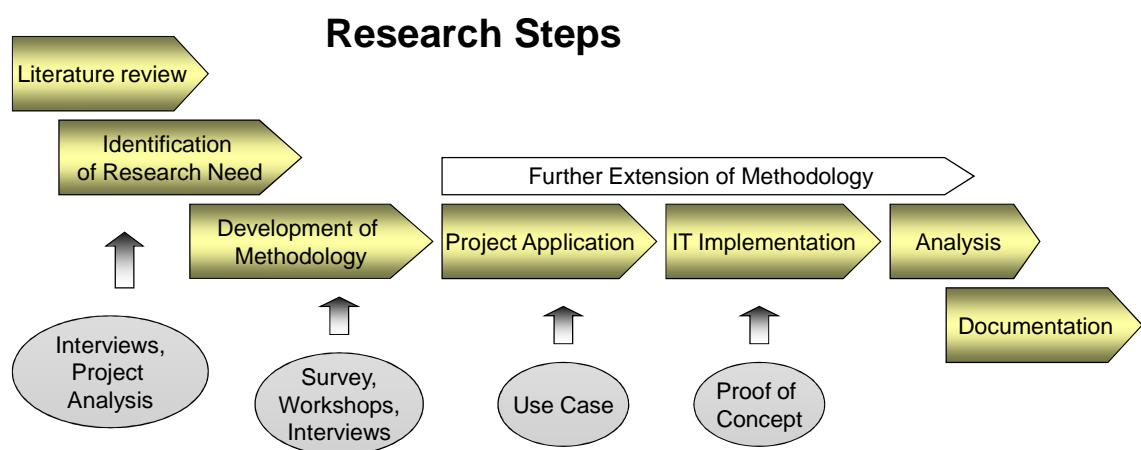 Research Steps
Literature review
Identification
of Research Need
Further Extension of Methodology
Development of
Methodology
Project Application
IT Implementation
Analysis
Documentation
Interviews,
Project
Analysis
Survey,
Workshops,
Interviews
Use Case
Proof of
Concept